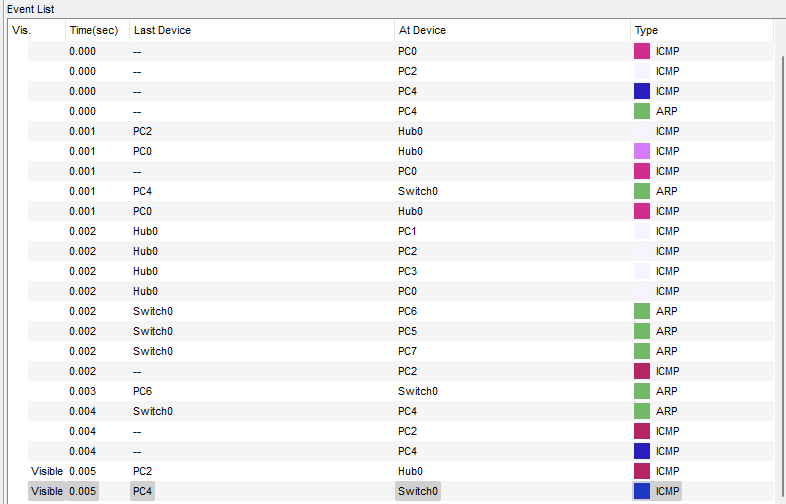 Event List
Vis. Time(sec) Last Device At Device Type
0.000 -- PC0 ICMP
0.000 -- PC2 ICMP
0.000 -- PC4 ICMP
0.000 -- PC4 ARP
0.001 PC2 Hub0 ICMP
0.001 PC0 Hub0 ICMP
0.001 -- PC0 ICMP
0.001 PC4 Switch0 ARP
0.001 PC0 Hub0 ICMP
0.002 Hub0 PC1 ICMP
0.002 Hub0 PC2 ICMP
0.002 Hub0 PC3 ICMP
0.002 Hub0 PC0 ICMP
0.002 Switch0 PC6 ARP
0.002 Switch0 PC5 ARP
0.002 Switch0 PC7 ARP
0.002 -- PC2 ICMP
0.003 PC6 Switch0 ARP
0.004 Switch0 PC4 ARP
0.004 -- PC2 ICMP
0.004 -- PC4 ICMP
Visible 0.005 PC2 Hub0 ICMP
Visible 0.005 PC4 Switch0 ICMP